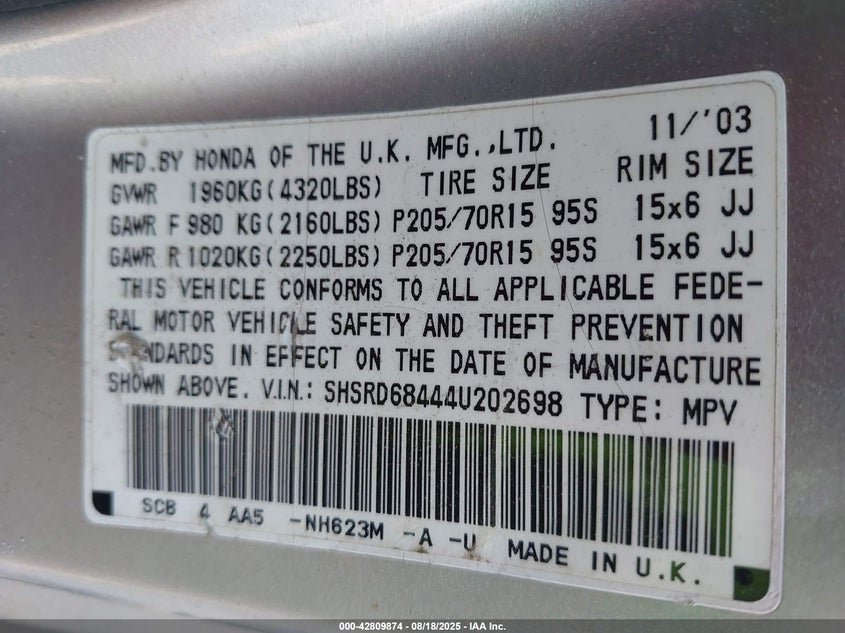 MFD.BY HONDA OF THE U.K. MFG.,LTD. 11/'03
GVWR 1960KG(4320LBS) TIRE SIZE RIM SIZE
GAWR F 980 KG(2160LBS) P205/70R15 95S 15x6 JJ
GAWR R 1020KG(2250LBS) P205/70R15 95S 15x6 JJ
THIS VEHICLE CONFORMS TO ALL APPLICABLE FEDE-
RAL MOTOR VEHICLE SAFETY AND THEFT PREVENTION
STANDARDS IN EFFECT ON THE DATE OF MANUFACTURE
SHOWN ABOVE. V.I.N.: SHSRD68444U202698 TYPE: MPV
SCB 4 AA5 -NH623M -A -U MADE IN U.K.
000-42809874 / 08/18/2025 - IAA Inc.